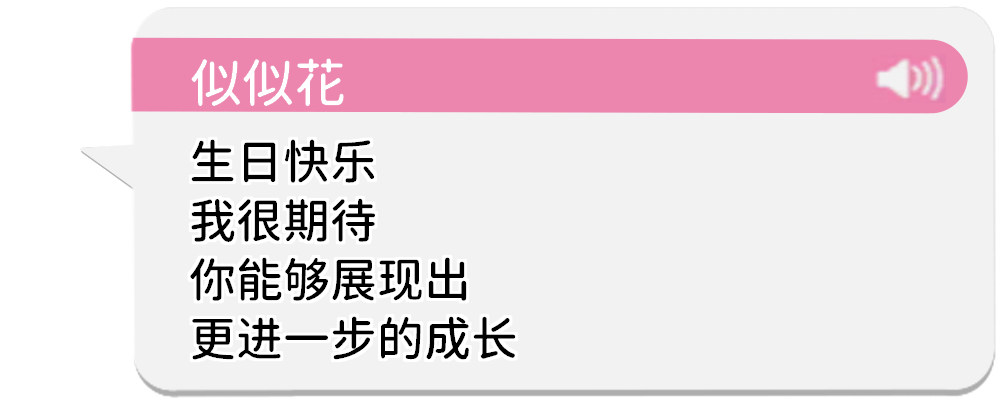 似似花
生日快乐
我很期待
你能够展现出
更进一步的成长